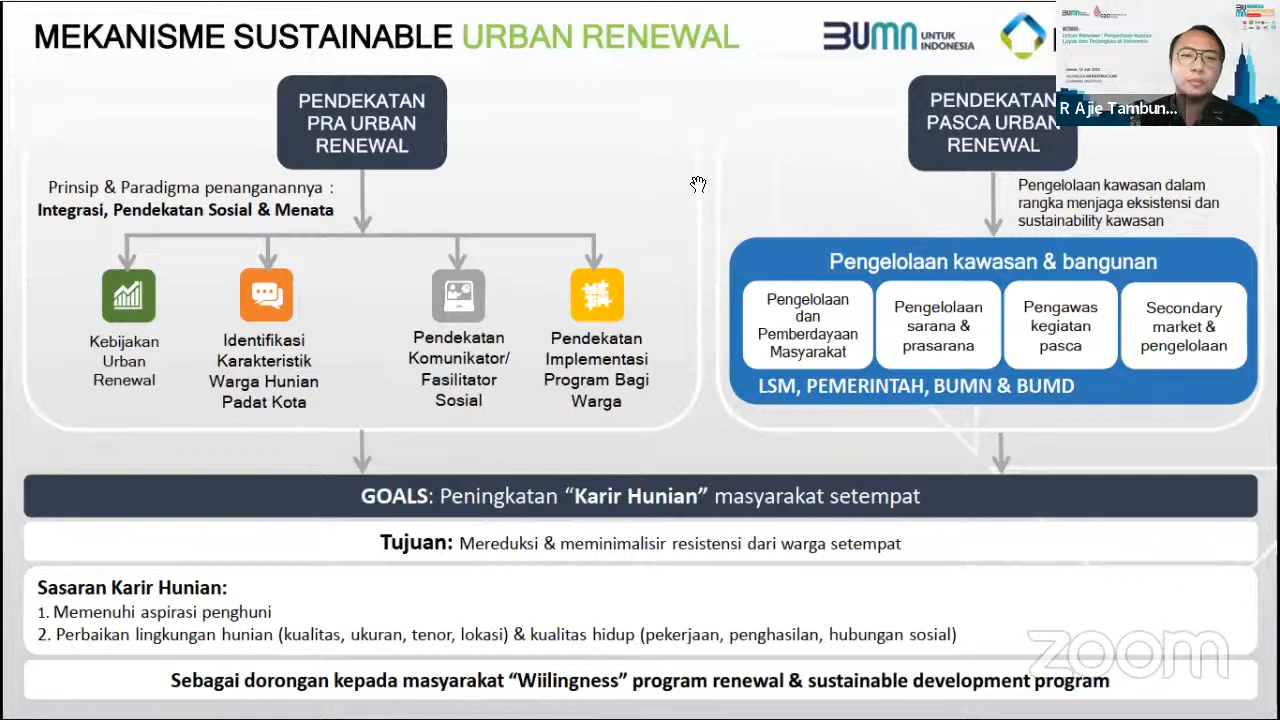 MEKANISME SUSTAINABLE URBAN RENEWAL
BUMN UNTUK INDONESIA
R Ajie Tambun...
PENDEKATAN
PRA URBAN
RENEWAL
PENDEKATAN
PASCA URBAN
RENEWAL
Prinsip & Paradigma penanganannya :
Integrasi, Pendekatan Sosial & Menata
Pengelolaan kawasan dalam
rangka menjaga eksistensi dan
sustainability kawasan
Kebijakan
Urban
Renewal
Identifikasi
Karakteristik
Warga Hunian
Padat Kota
Pendekatan
Komunikator/
Fasilitator
Sosial
Pendekatan
Implementasi
Program Bagi
Warga
Pengelolaan kawasan & bangunan
Pengelolaan
dan
Pemberdayaan
Masyarakat
Pengelolaan
sarana &
prasarana
Pengawas
kegiatan
pasca
Secondary
market &
pengelolaan
LSM, PEMERINTAH, BUMN & BUMD
GOALS: Peningkatan “Karir Hunian” masyarakat setempat
Tujuan: Mereduksi & meminimalisir resistensi dari warga setempat
Sasaran Karir Hunian:
1. Memenuhi aspirasi penghuni
2. Perbaikan lingkungan hunian (kualitas, ukuran, tenor, lokasi) & kualitas hidup (pekerjaan, penghasilan, hubungan sosial)
Sebagai dorongan kepada masyarakat “Wiilingness” program renewal & sustainable development program
zoom